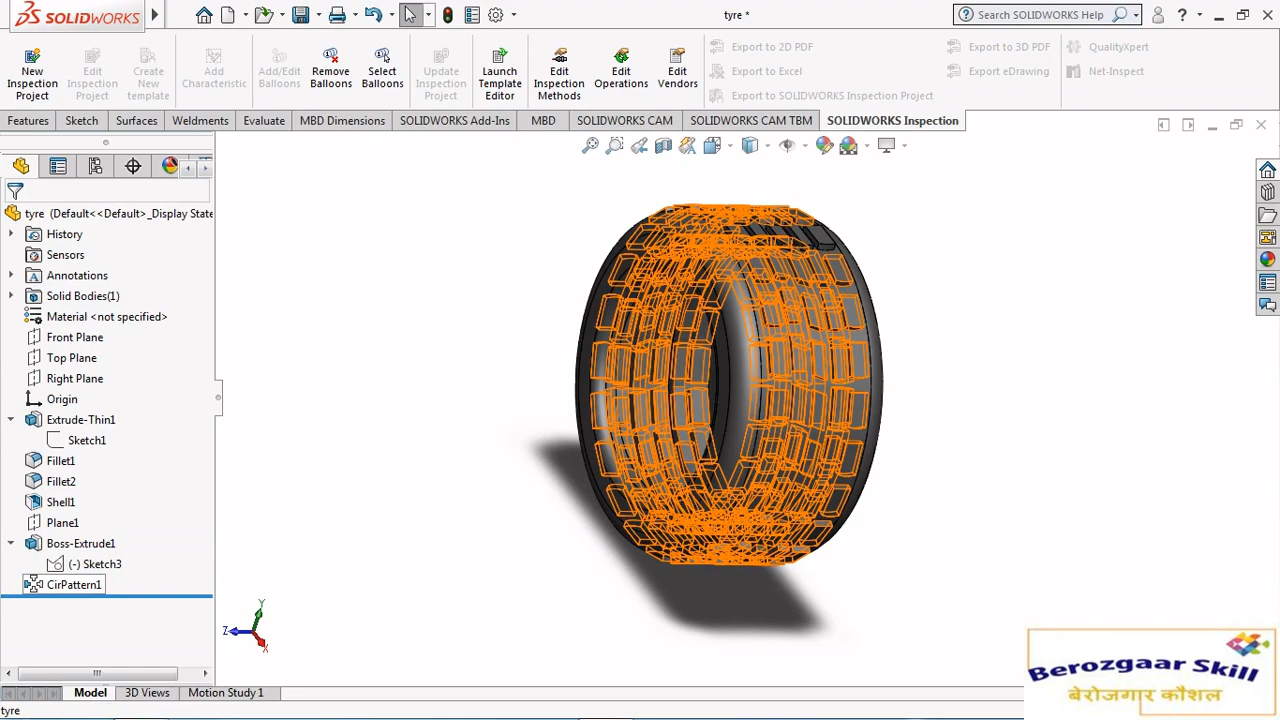 SOLIDWORKS
tyre *
Search SOLIDWORKS Help
?
New Inspection Project
Edit Inspection Project
Create New template
Add Characteristic
Add/Edit Balloons
Remove Balloons
Select Balloons
Update Inspection Project
Launch Template Editor
Edit Inspection Methods
Edit Operations
Edit Vendors
Export to 2D PDF
Export to Excel
Export to SOLIDWORKS Inspection Project
Export to 3D PDF
Export eDrawing
QualityXpert
Net-Inspect
Features
Sketch
Surfaces
Weldments
Evaluate
MBD Dimensions
SOLIDWORKS Add-Ins
MBD
SOLIDWORKS CAM
SOLIDWORKS CAM TBM
SOLIDWORKS Inspection
tyre (Default<<Default>_Display State
History
Sensors
Annotations
Solid Bodies(1)
Material <not specified>
Front Plane
Top Plane
Right Plane
Origin
Extrude-Thin1
Sketch1
Fillet1
Fillet2
Shell1
Plane1
Boss-Extrude1
(-) Sketch3
CirPattern1
Y
Z
X
Model
3D Views
Motion Study 1
tyre
Berozgaar Skill
बेरोजगार कौशल